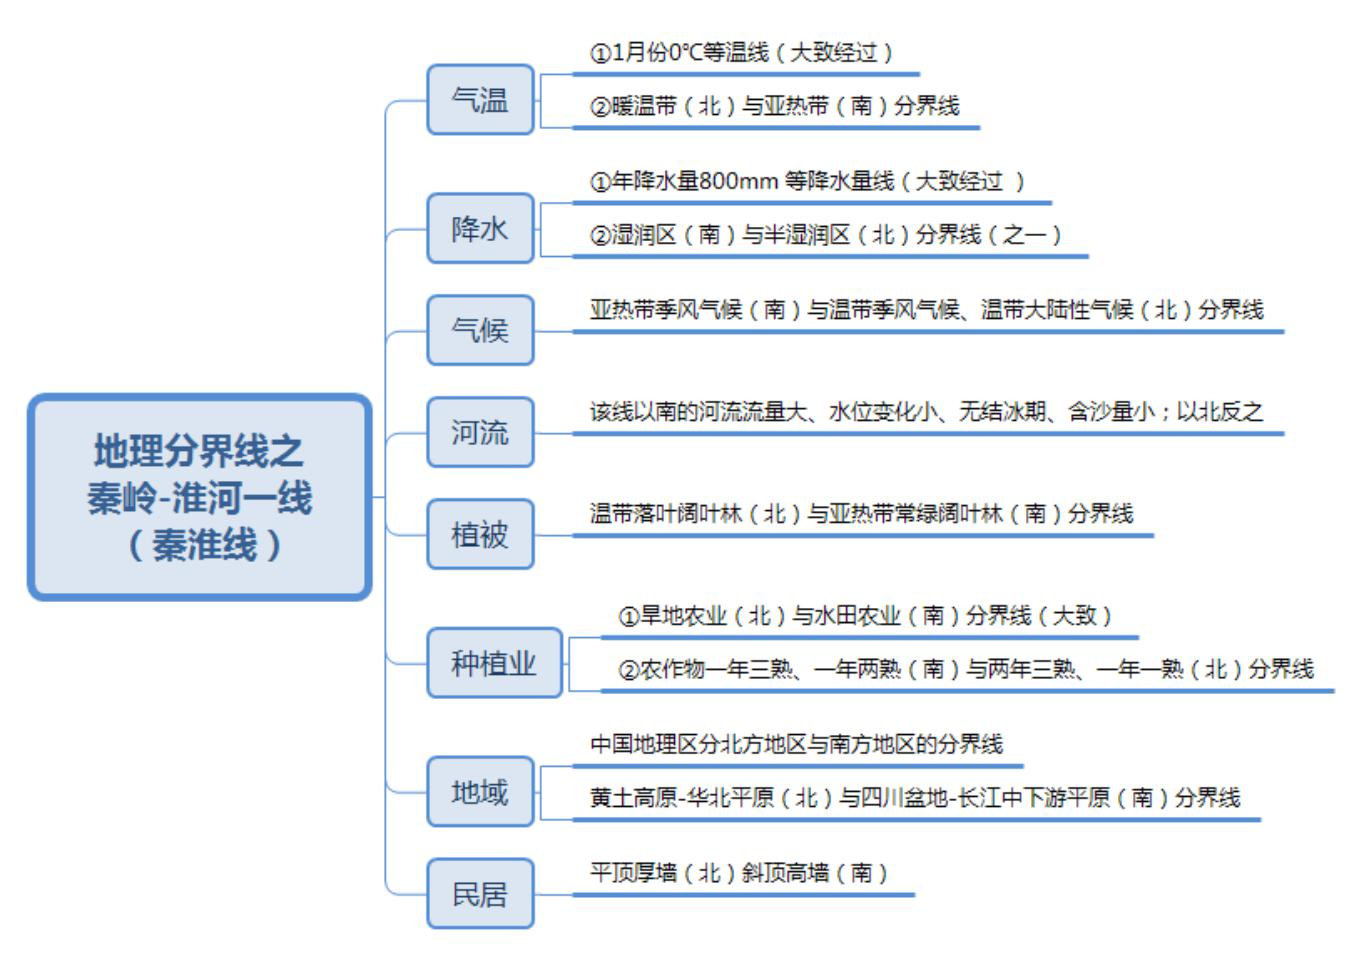 地理分界线之
秦岭-淮河一线
（秦淮线）
气温
①1月份0℃等温线（大致经过）
②暖温带（北）与亚热带（南）分界线
降水
①年降水量800mm 等降水量线（大致经过 ）
②湿润区（南）与半湿润区（北）分界线（之一）
气候
亚热带季风气候（南）与温带季风气候、温带大陆性气候（北）分界线
河流
该线以南的河流流量大、水位变化小、无结冰期、含沙量小；以北反之
植被
温带落叶阔叶林（北）与亚热带常绿阔叶林（南）分界线
种植业
①旱地农业（北）与水田农业（南）分界线（大致）
②农作物一年三熟、一年两熟（南）与两年三熟、一年一熟（北）分界线
地域
中国地理区分北方地区与南方地区的分界线
黄土高原-华北平原（北）与四川盆地-长江中下游平原（南）分界线
民居
平顶厚墙（北）斜顶高墙（南）